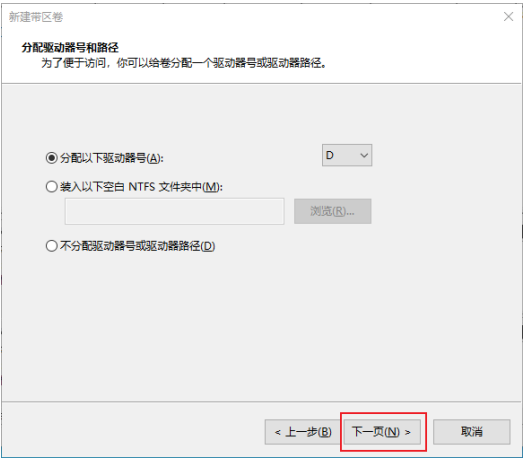 新建带区卷
分配驱动器号和路径
为了便于访问，你可以给卷分配一个驱动器号或驱动器路径。
分配以下驱动器号(A):
D
装入以下空白 NTFS 文件夹中(M):
浏览(R)...
不分配驱动器号或驱动器路径(D)
< 上一步(B)
下一页(N) >
取消